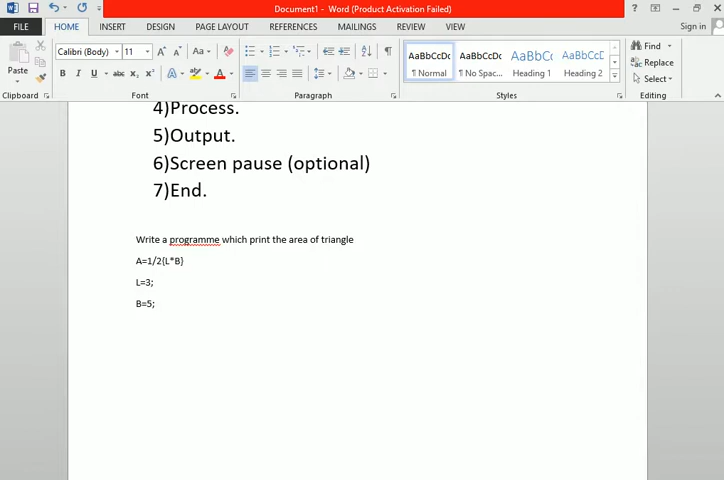 Document1 - Word (Product Activation Failed)
FILE HOME INSERT DESIGN PAGE LAYOUT REFERENCES MAILINGS REVIEW VIEW Sign in
Paste
Calibri (Body) 11
Find
Replace
Select
AaBbCcDc AaBbCcDc AaBbCc AaBbCcD
¶ Normal ¶ No Spac... Heading 1 Heading 2
Clipboard Font Paragraph Styles Editing
4)Process.
5)Output.
6)Screen pause (optional)
7)End.
Write a programme which print the area of triangle
A=1/2{L*B}
L=3;
B=5;